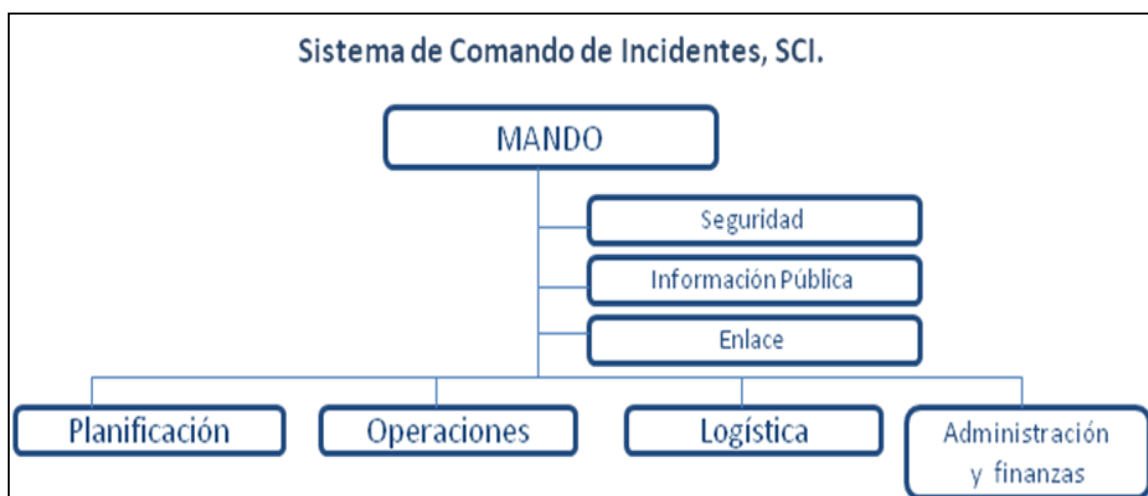 Sistema de Comando de Incidentes, SCI.
MANDO
Seguridad
Información Pública
Enlace
Planificación
Operaciones
Logística
Administración
y finanzas